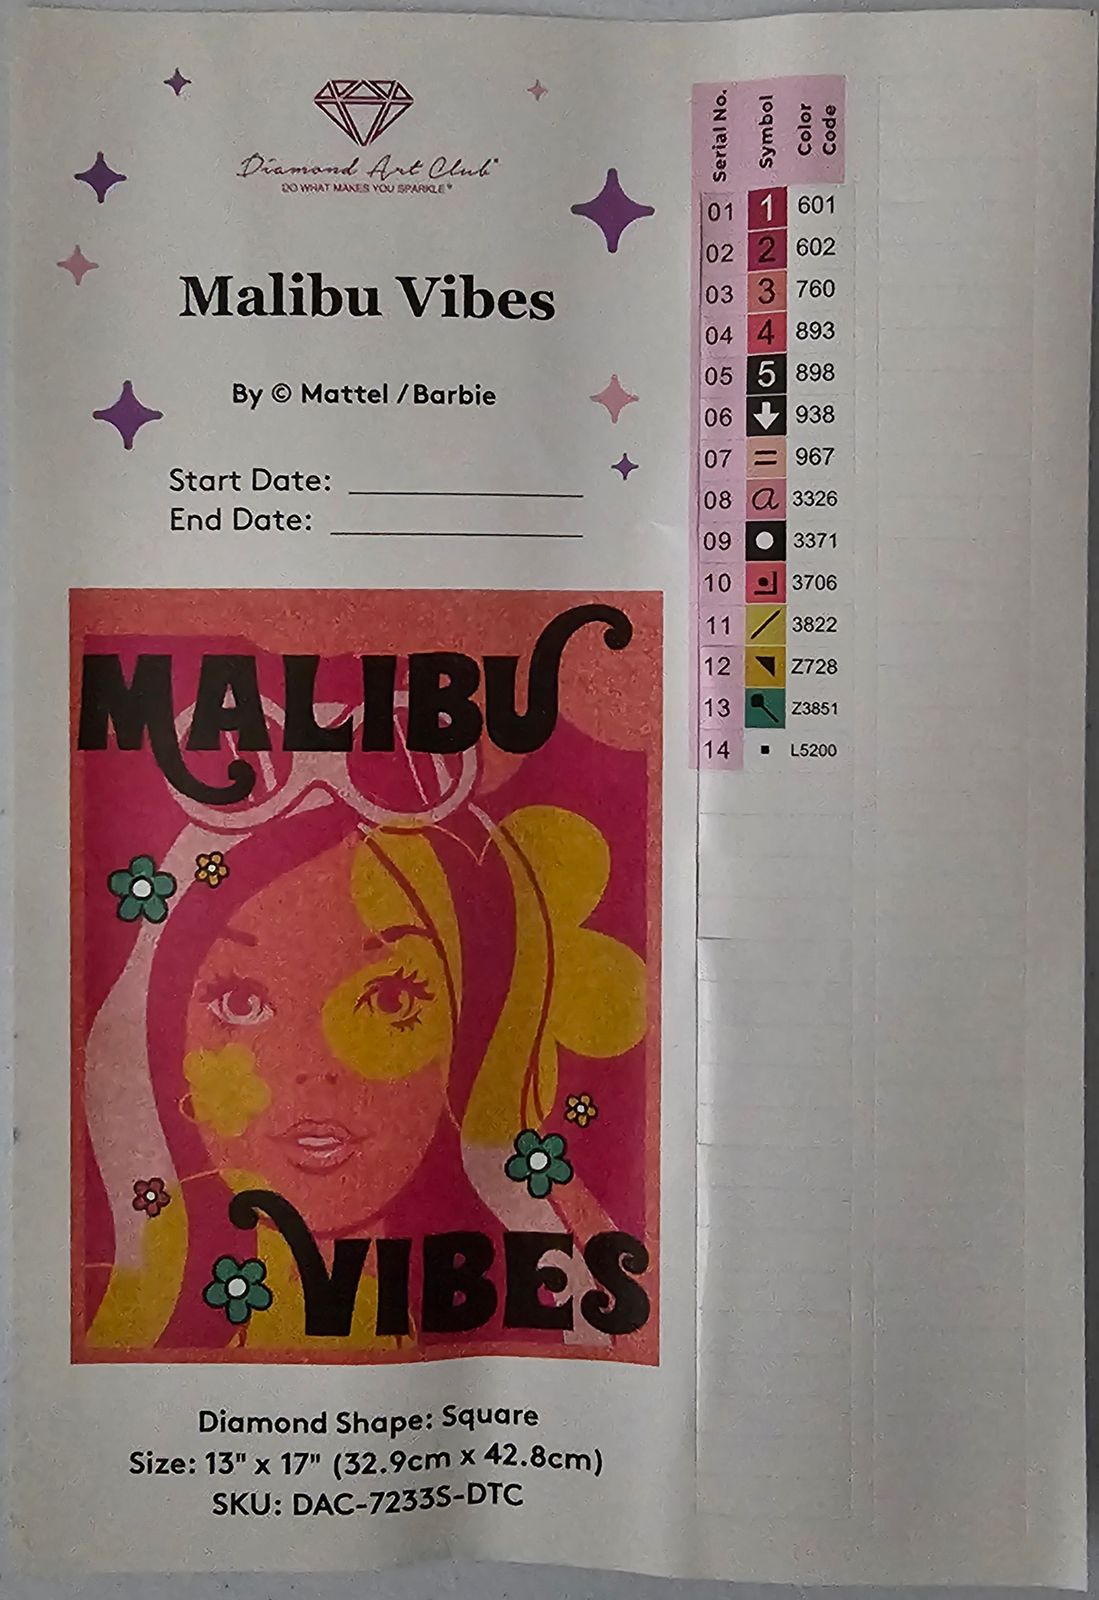 Diamond Art Club®
DO WHAT MAKES YOU SPARKLE®
Malibu Vibes
By © Mattel / Barbie
Start Date:
End Date:
MALIBU
VIBES
Diamond Shape: Square
Size: 13" x 17" (32.9cm x 42.8cm)
SKU: DAC-7233S-DTC
Serial No. Symbol Color Code
01 1 601
02 2 602
03 3 760
04 4 893
05 5 898
06 ⬇ 938
07 = 967
08 a 3326
09 ● 3371
10 3706
11 / 3822
12 ◥ Z728
13 Z3851
14 ▪ L5200